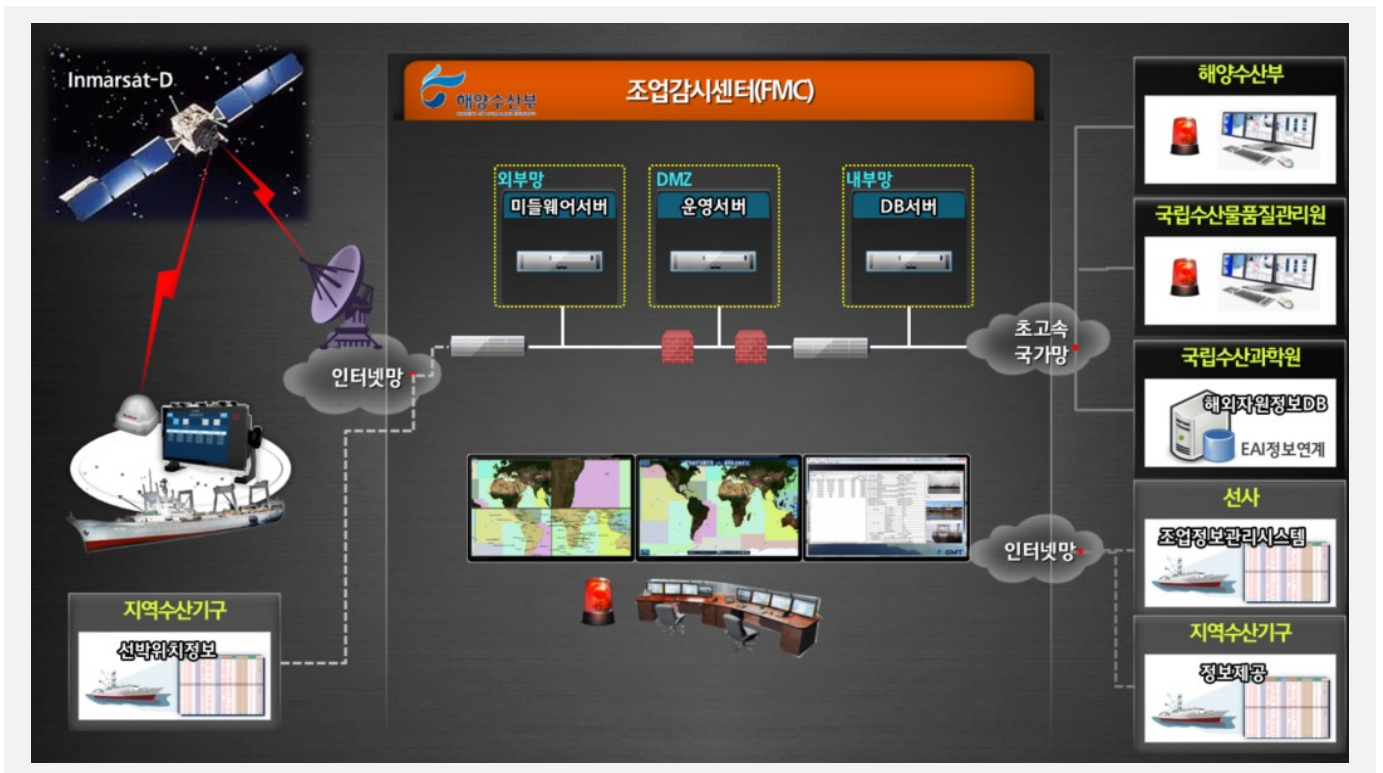 Inmarsat-D
해양수산부
조업감시센터(FMC)
외부망
미들웨어서버
DMZ
운영서버
내부망
DB서버
인터넷망
초고속
국가망
인터넷망
GMT
지역수산기구
선박위치정보
해양수산부
국립수산물품질관리원
국립수산과학원
해외자원정보DB
EAI정보연계
선사
조업정보관리시스템
지역수산기구
정보제공